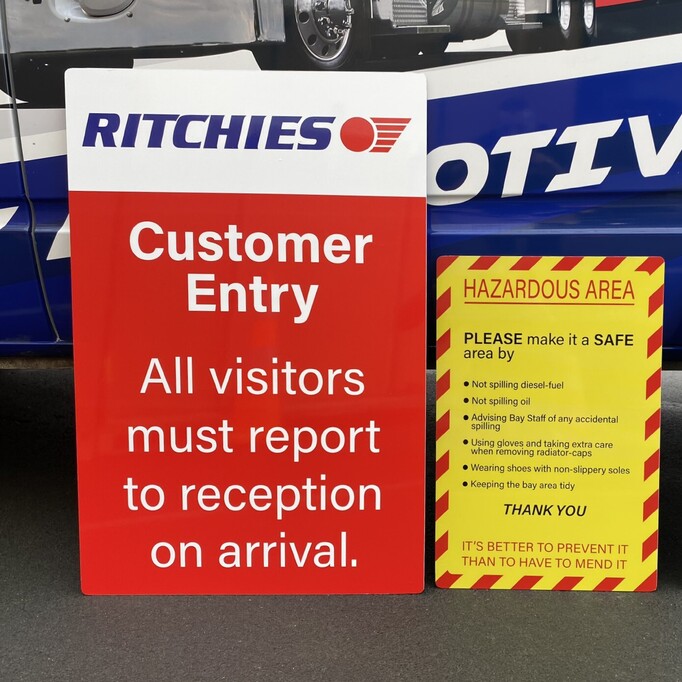 RITCHIES
Customer
Entry
All visitors
must report
to reception
on arrival.
OTIV
HAZARDOUS AREA
PLEASE make it a SAFE
area by
• Not spilling diesel-fuel
• Not spilling oil
• Advising Bay Staff of any accidental
spilling
• Using gloves and taking extra care
when removing radiator-caps
• Wearing shoes with non-slippery soles
• Keeping the bay area tidy
THANK YOU
IT'S BETTER TO PREVENT IT
THAN TO HAVE TO MEND IT